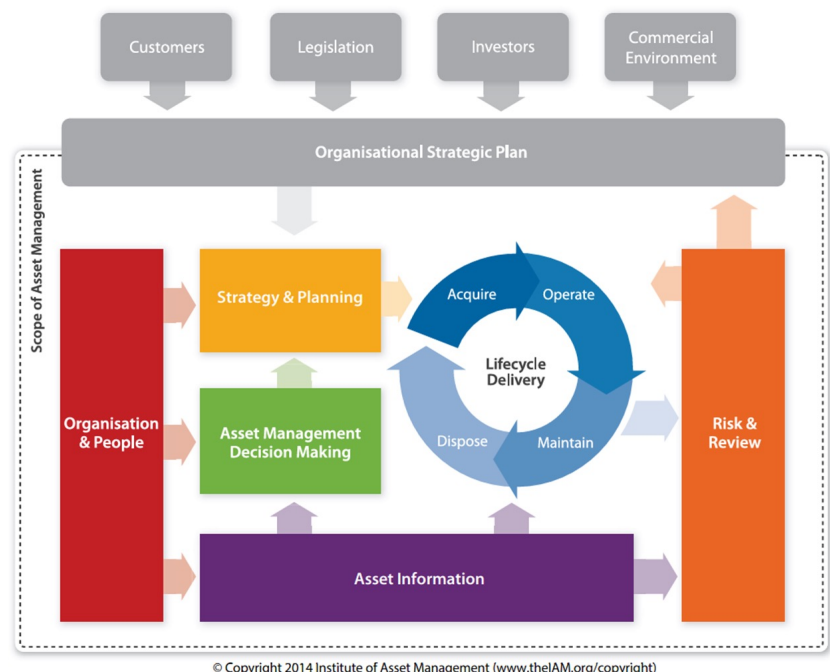 Customers
Legislation
Investors
Commercial
Environment
Organisational Strategic Plan
Scope of Asset Management
Strategy & Planning
Acquire
Operate
Lifecycle
Delivery
Organisation
& People
Asset Management
Decision Making
Dispose
Maintain
Risk &
Review
Asset Information
© Copyright 2014 Institute of Asset Management (www.theIAM.org/copyright)